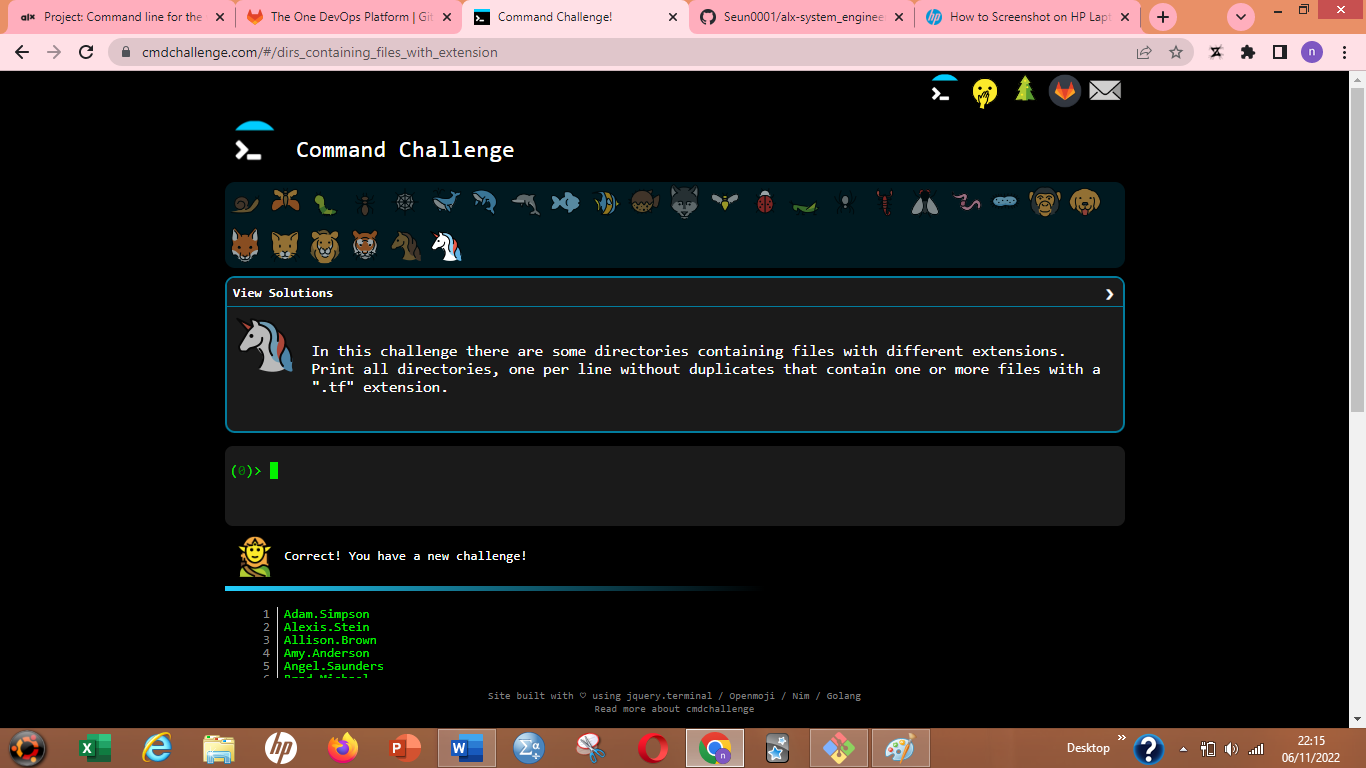 alx Project: Command line for the
The One DevOps Platform | Git
Command Challenge!
Seun0001/alx-system_enginee
How to Screenshot on HP Lapt
cmdchallenge.com/#/dirs_containing_files_with_extension
n
Command Challenge
View Solutions
In this challenge there are some directories containing files with different extensions.
Print all directories, one per line without duplicates that contain one or more files with a
".tf" extension.
(0)>
Correct! You have a new challenge!
1 Adam.Simpson
2 Alexis.Stein
3 Allison.Brown
4 Amy.Anderson
5 Angel.Saunders
Site built with ♡ using jquery.terminal / Openmoji / Nim / Golang
Read more about cmdchallenge
Desktop
22:15
06/11/2022